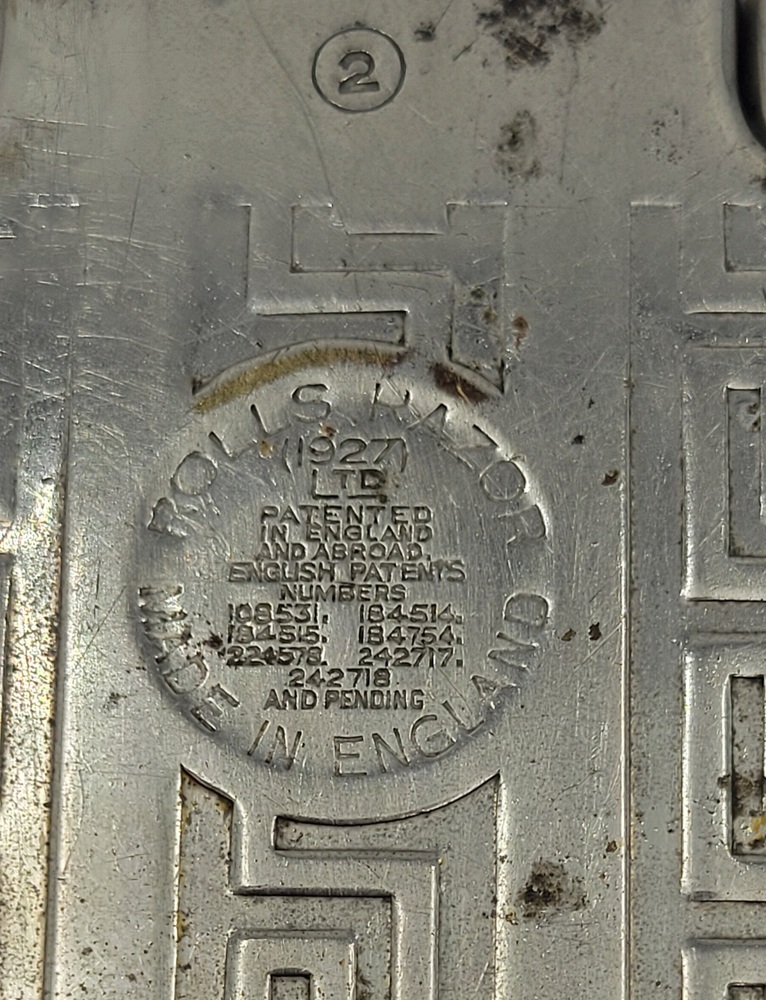 2
ROLLS RAZOR
(1927)
LTD.
PATENTED
IN ENGLAND
AND ABROAD.
ENGLISH PATENTS
NUMBERS
108531. 184514.
184515. 184754.
224578. 242717.
242718
AND PENDING
MADE IN ENGLAND